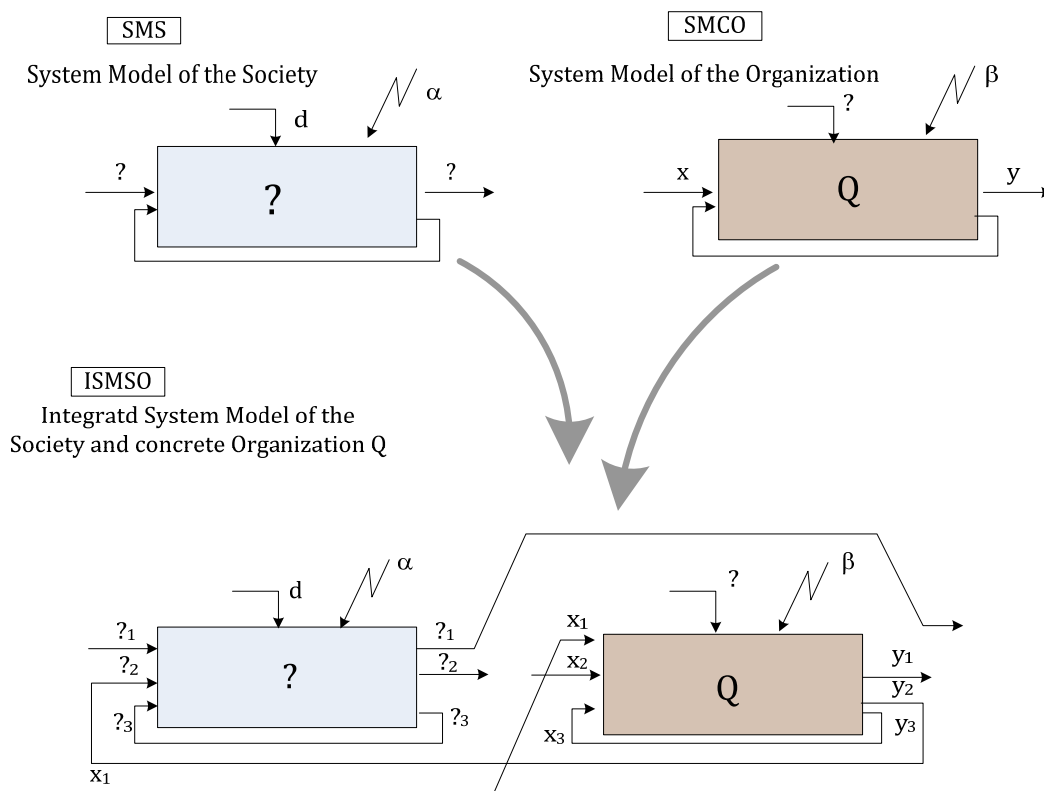 SMS
System Model of the Society
d
α
?
?
?
SMCO
System Model of the Organization
?
β
x
Q
y
ISMSO
Integratd System Model of the
Society and concrete Organization Q
d
α
?1
?2
?3
?
?1
?2
?3
x1
?
β
x1
x2
x3
Q
y1
y2
y3